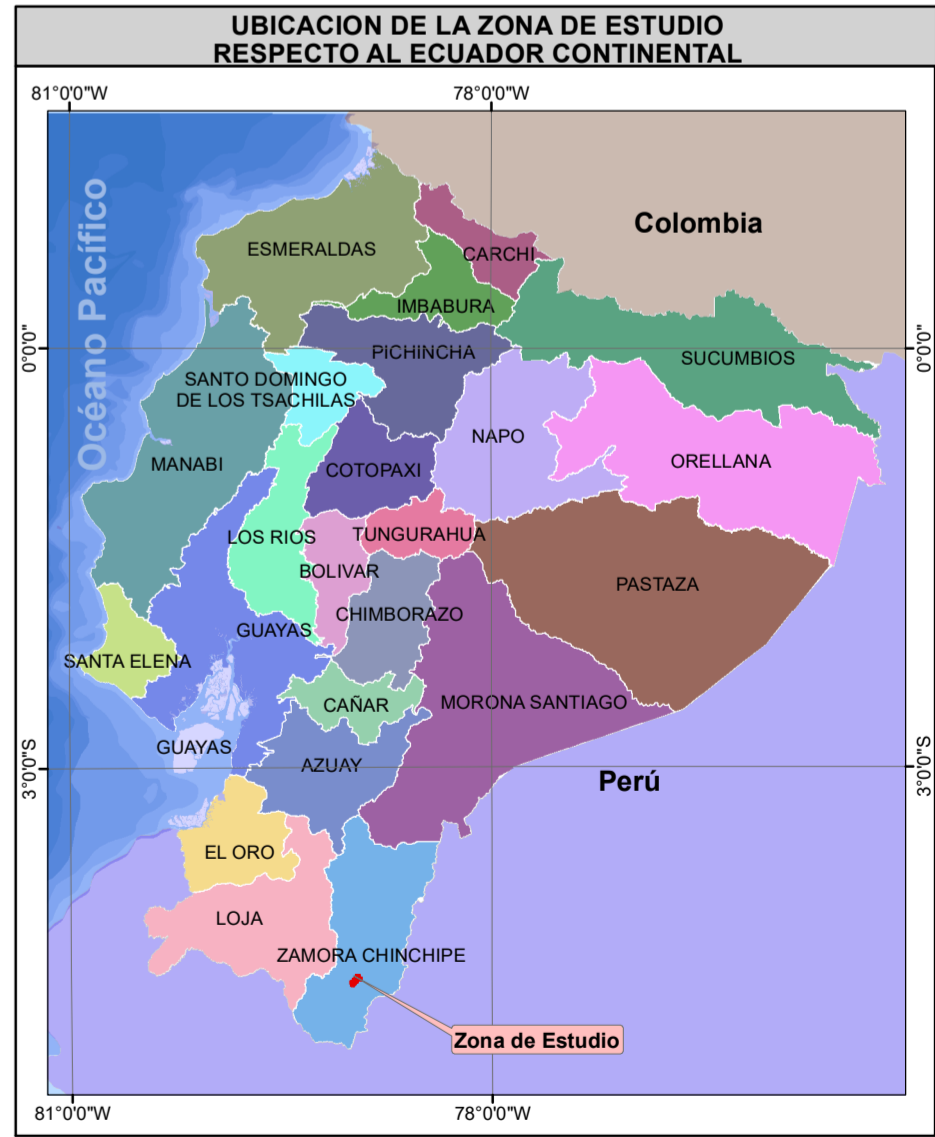 UBICACION DE LA ZONA DE ESTUDIO
RESPECTO AL ECUADOR CONTINENTAL
81°0'0"W
78°0'0"W
Océano Pacífico
Colombia
ESMERALDAS
CARCHI
IMBABURA
0°0'0"
0°0'0"
PiCHINCHA
SUCUMBIOS
SANTO DOMINGO
DE LOS TSACHILAS
NAPO
MANABI
COTOPAXI
ORELLANA
LOS RIOS
TUNGURAHUA
BOLIVAR
PASTAZA
CHIMBORAZO
GUAYAS
SANTA ELENA
CAÑAR
MORONA SANTIAGO
GUAYAS
AZUAY
3°0'0"S
3°0'0"S
Perú
EL ORO
LOJA
ZAMORA CHINCHIPE
Zona de Estudio
81°0'0"W
78°0'0"W